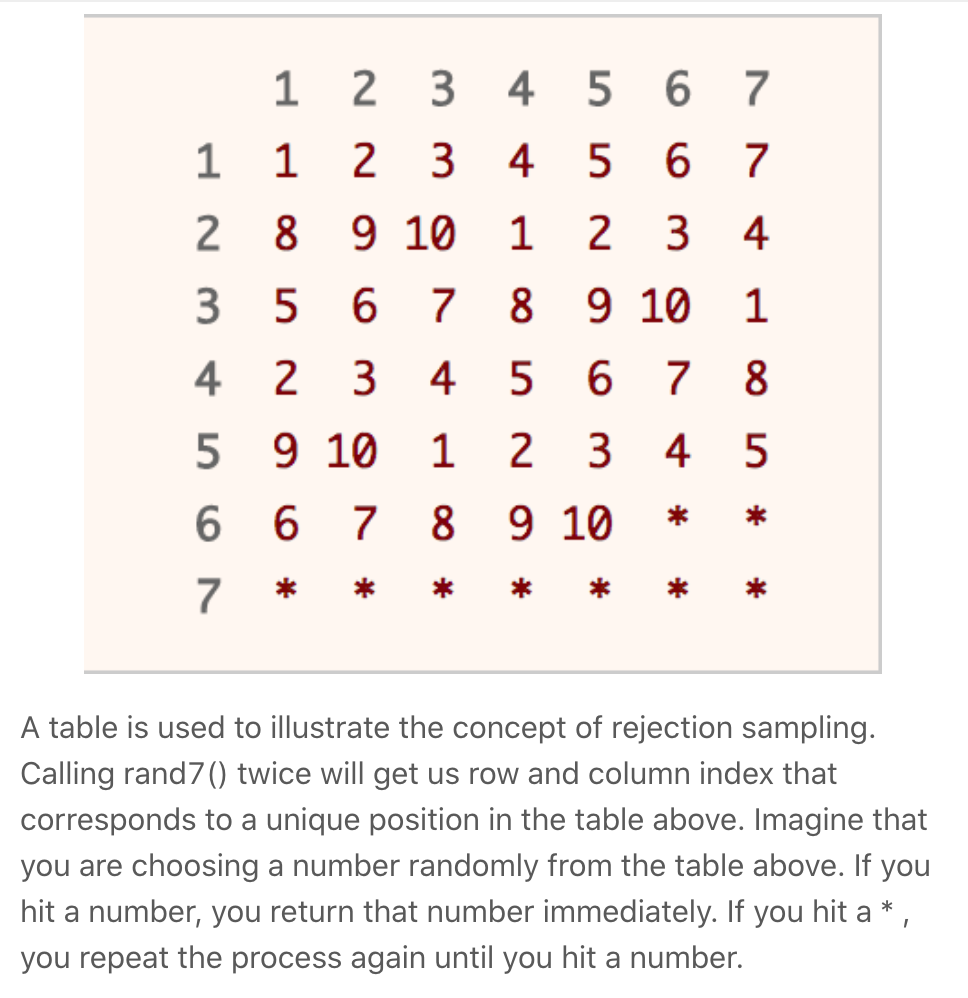 1 2 3 4 5 6 7
1 1 2 3 4 5 6 7
2 8 9 10 1 2 3 4
3 5 6 7 8 9 10 1
4 2 3 4 5 6 7 8
5 9 10 1 2 3 4 5
6 6 7 8 9 10 * *
7 * * * * * * *
A table is used to illustrate the concept of rejection sampling.
Calling rand7() twice will get us row and column index that
corresponds to a unique position in the table above. Imagine that
you are choosing a number randomly from the table above. If you
hit a number, you return that number immediately. If you hit a * ,
you repeat the process again until you hit a number.